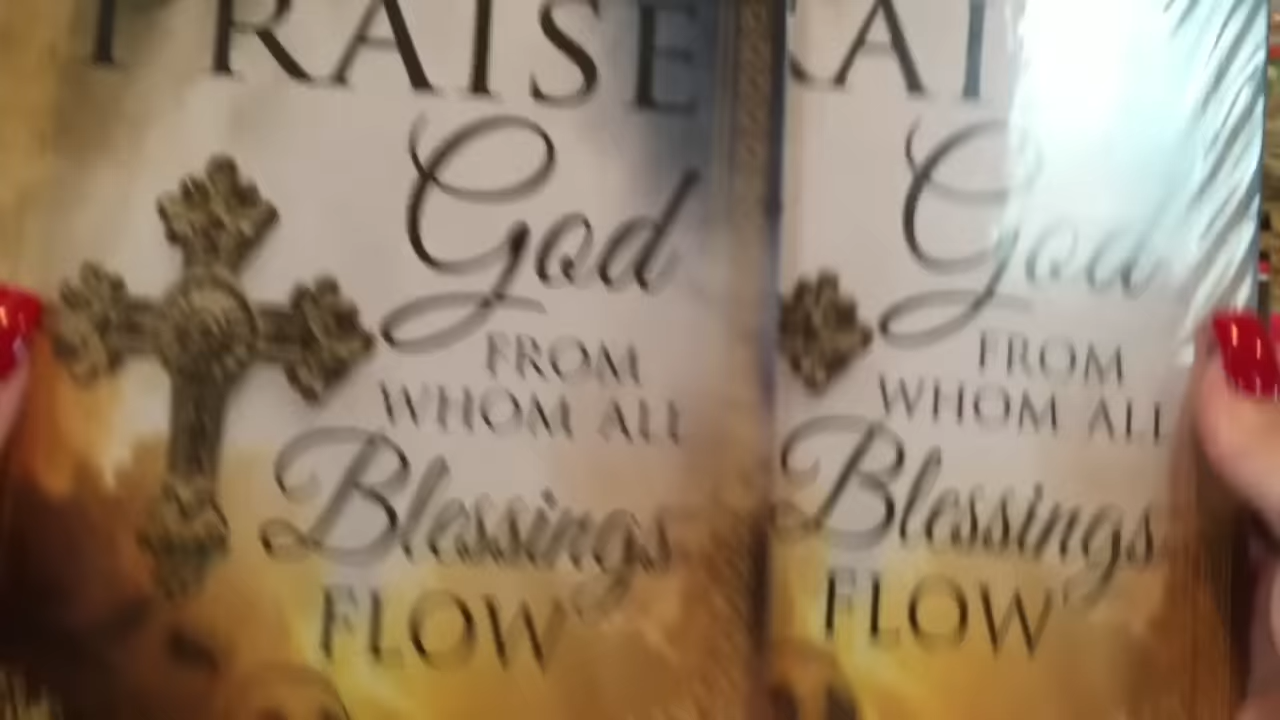 PRAISE
God
FROM
WHOM ALL
Blessings
FLOW
RAI
God
FROM
WHOM ALL
Blessings
FLOW